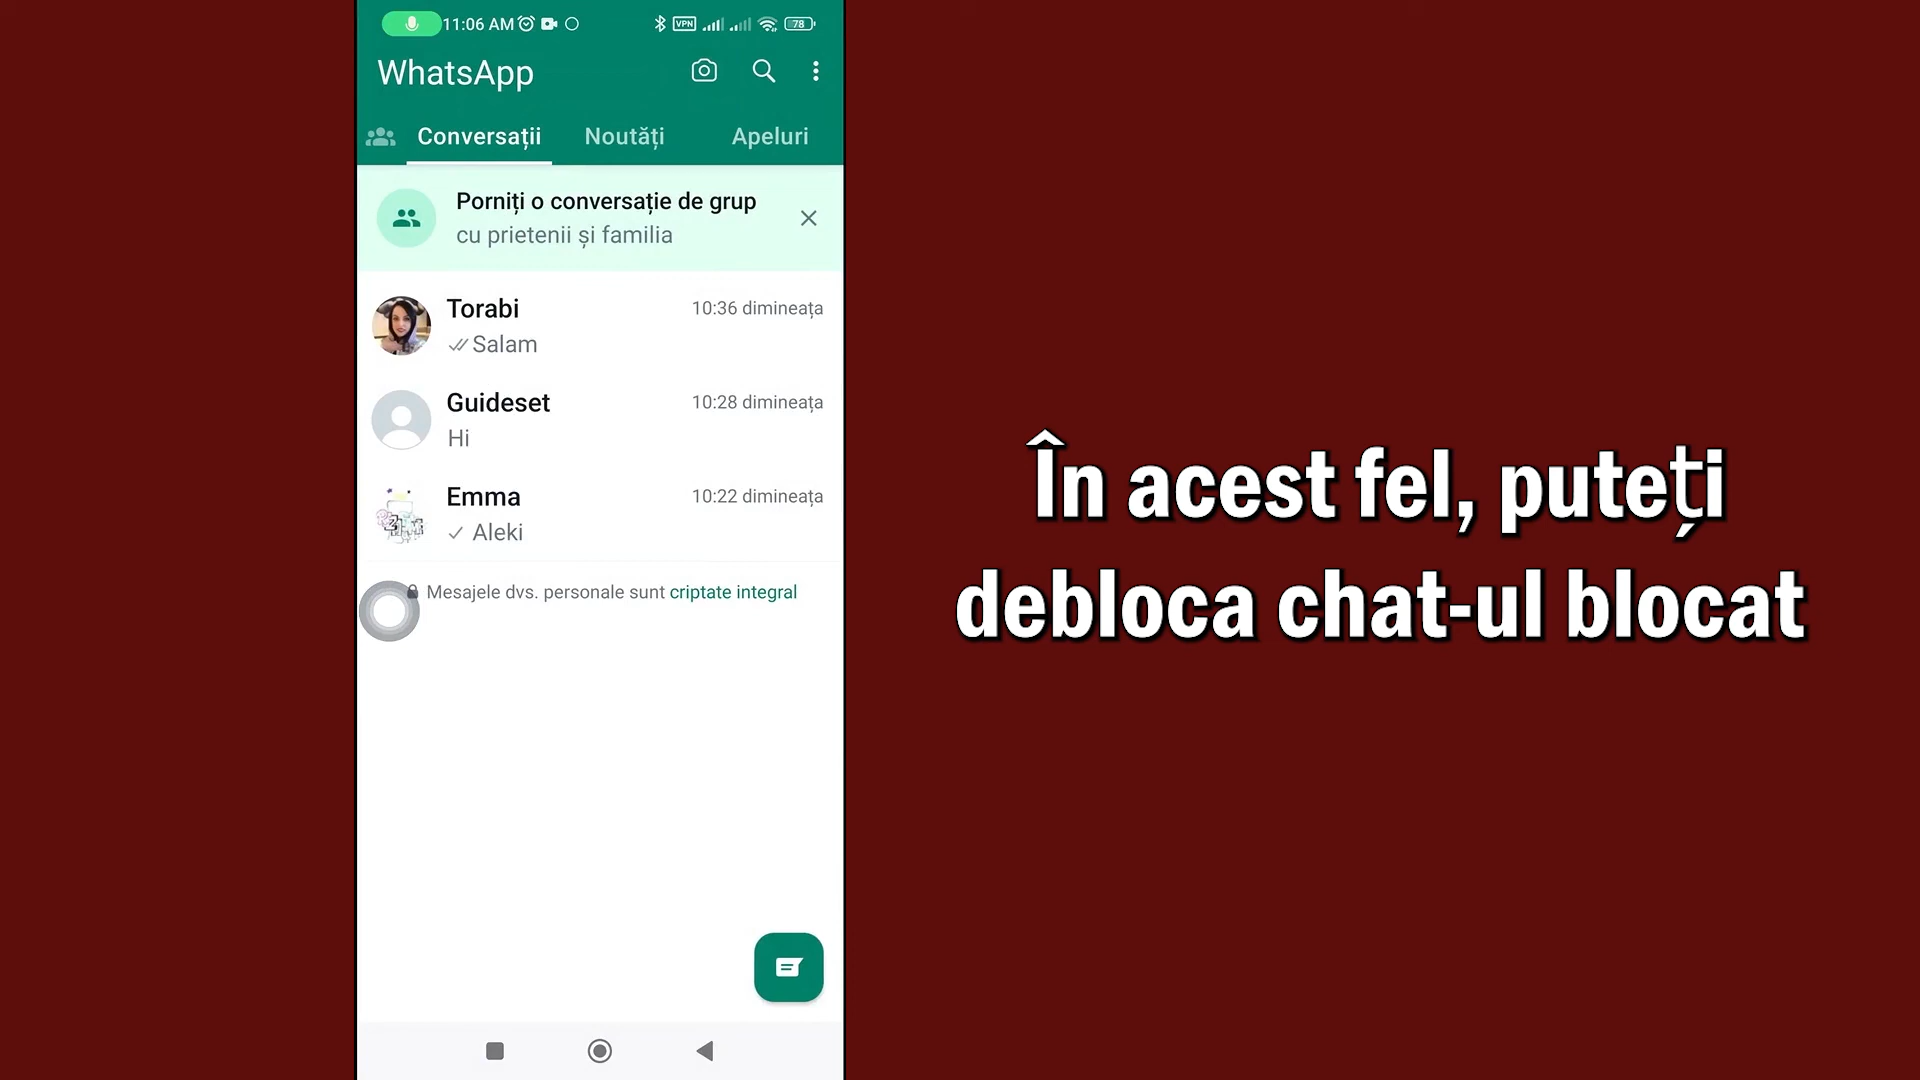 11:06 AM
VPN
78
WhatsApp
Conversații
Noutăți
Apeluri
Porniți o conversație de grup
cu prietenii și familia
Torabi
10:36 dimineața
Salam
Guideset
10:28 dimineața
Hi
Emma
10:22 dimineața
Aleki
Mesajele dvs. personale sunt criptate integral
În acest fel, puteți
debloca chat-ul blocat